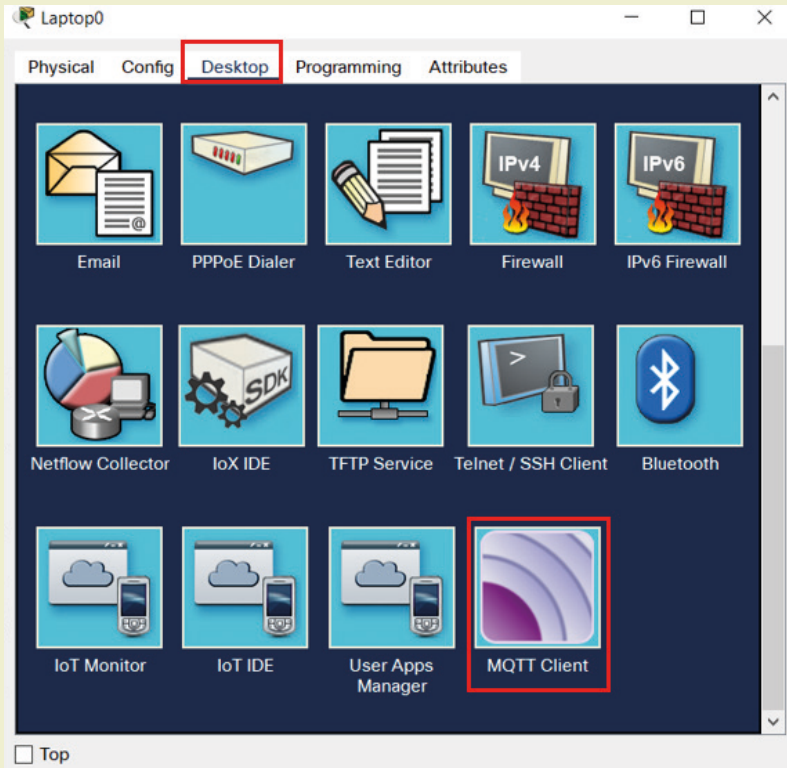 Laptop0
Physical Config Desktop Programming Attributes
IPv4 IPv6
@
Email PPPoE Dialer Text Editor Firewall IPv6 Firewall
SDK >
Netflow Collector IoX IDE TFTP Service Telnet / SSH Client Bluetooth
IoT Monitor IoT IDE User Apps Manager MQTT Client
Top